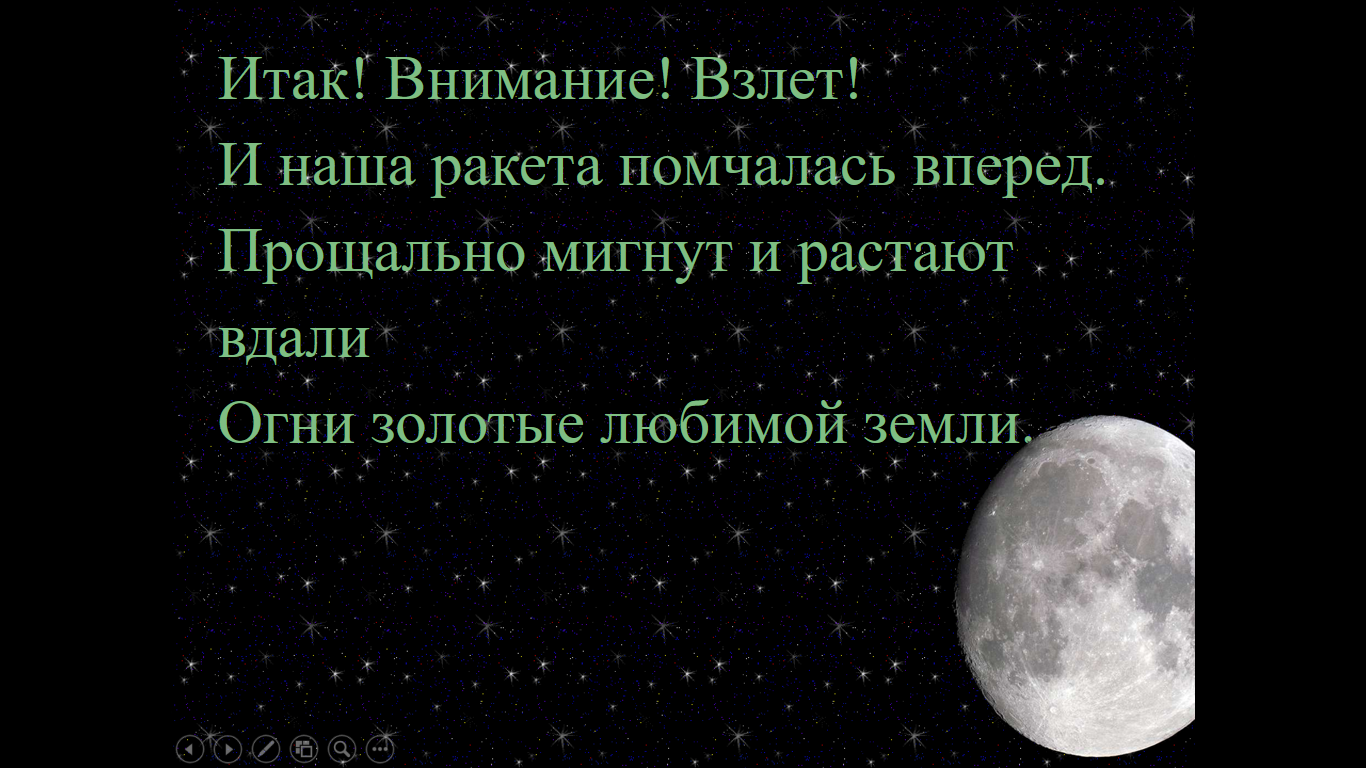 Итак! Внимание! Взлет!
И наша ракета помчалась вперед.
Прощально мигнут и растают
вдали
Огни золотые любимой земли.